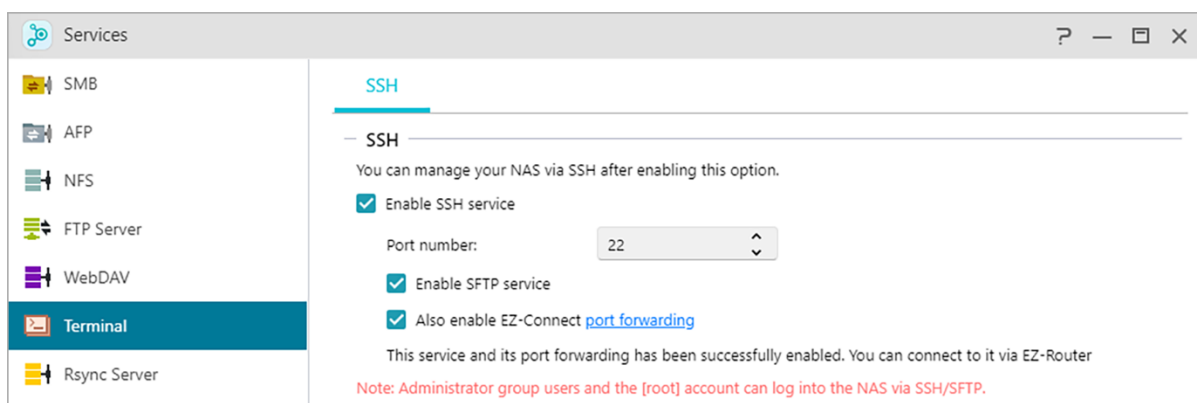 Services
SMB
AFP
NFS
FTP Server
WebDAV
Terminal
Rsync Server
SSH
SSH
You can manage your NAS via SSH after enabling this option.
Enable SSH service
Port number: 22
Enable SFTP service
Also enable EZ-Connect port forwarding
This service and its port forwarding has been successfully enabled. You can connect to it via EZ-Router
Note: Administrator group users and the [root] account can log into the NAS via SSH/SFTP.